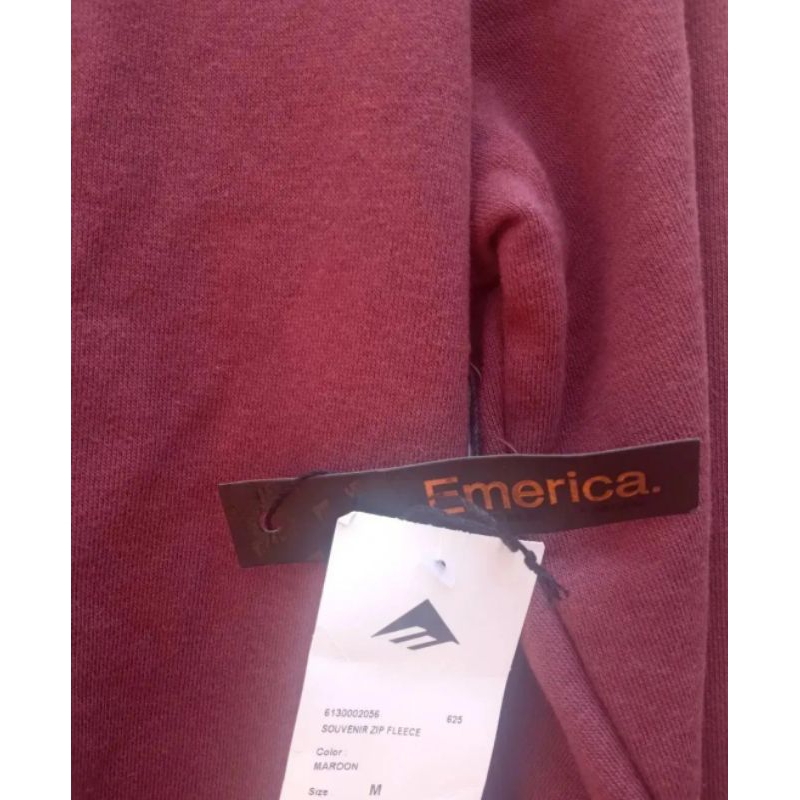 Emerica.
6130002056 625
SOUVENIR ZIP FLEECE
Color:
MAROON
Size M